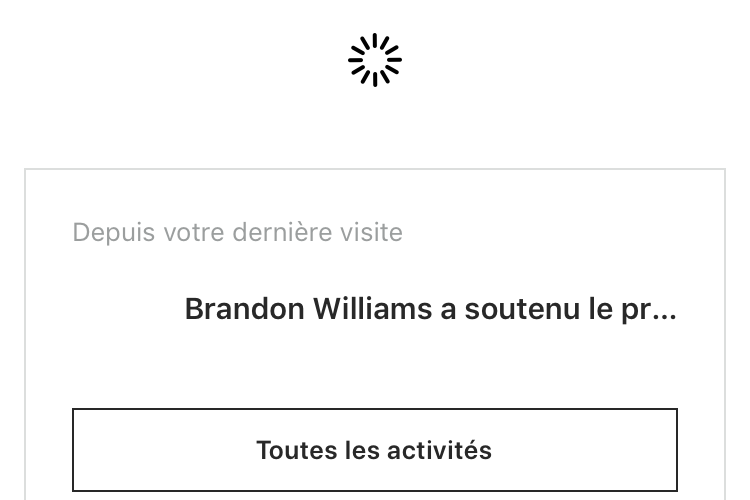 Depuis votre dernière visite
Brandon Williams a soutenu le pr...
Toutes les activités